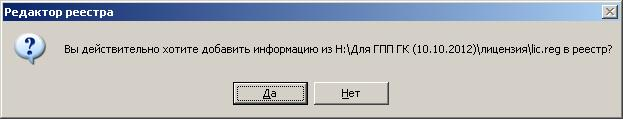 Редактор реестра
Вы действительно хотите добавить информацию из H:\Для ГПП ГК (10.10.2012)\лицензия\lic.reg в реестр?
Да
Нет